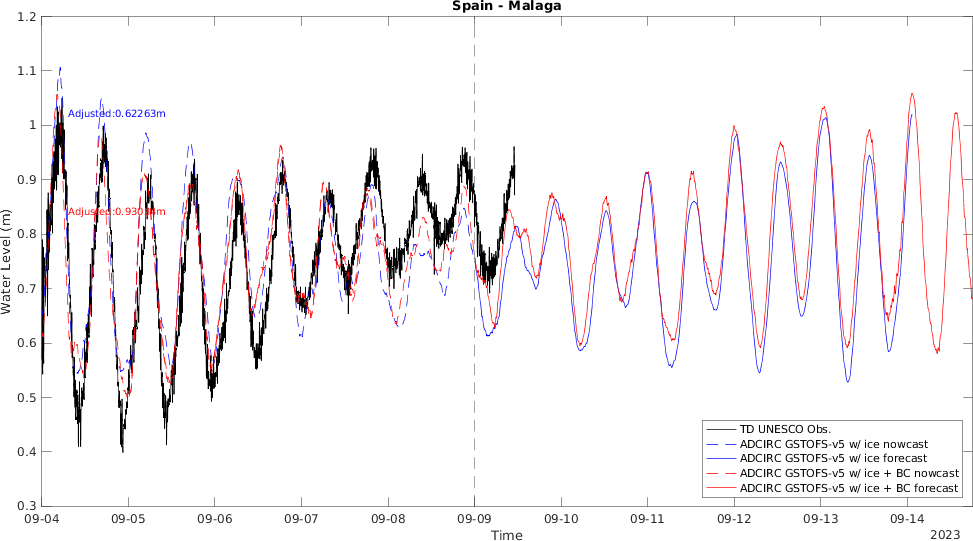 Spain - Malaga
1.2
1.1
1
0.9
0.8
0.7
0.6
0.5
0.4
0.3
Water Level (m)
Adjusted:0.62263m
TD UNESCO Obs.
ADCIRC GSTOFS-v5 w/ ice nowcast
ADCIRC GSTOFS-v5 w/ ice forecast
ADCIRC GSTOFS-v5 w/ ice + BC nowcast
ADCIRC GSTOFS-v5 w/ ice + BC forecast
09-04 09-05 09-06 09-07 09-08 09-09 09-10 09-11 09-12 09-13 09-14
Time
2023